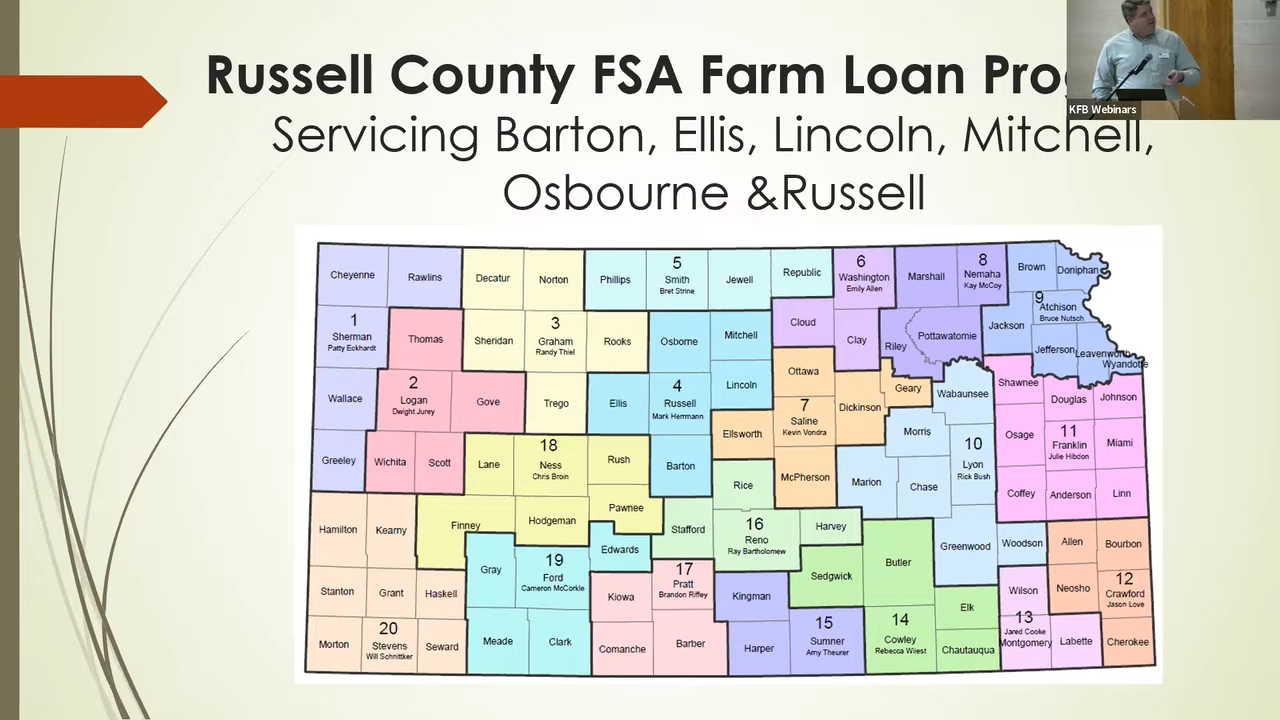 Russell County FSA Farm Loan Pro
KFB Webinars
Servicing Barton, Ellis, Lincoln, Mitchell,
Osbourne &Russell
Cheyenne
Rawlins
Decatur
Norton
Phillips
5
Smith
Bret Strine
Jewell
Republic
6
Washington
Emily Allen
Marshall
8
Nemaha
Kay McCoy
Brown
Doniphan
1
Sherman
Patty Eckhardt
Thomas
Sheridan
3
Graham
Randy Thiel
Rooks
Osborne
Mitchell
Cloud
Clay
Riley
Pottawatomie
Jackson
9
Atchison
Bruce Nutsch
Jefferson
Leavenworth
Wyandotte
Wallace
2
Logan
Dwight Jurey
Gove
Trego
Ellis
4
Russell
Mark Herrmann
Lincoln
Ottawa
7
Saline
Kevin Vondra
Dickinson
Geary
Wabaunsee
Shawnee
Douglas
Johnson
Greeley
Wichita
Scott
Lane
18
Ness
Chris Broin
Rush
Barton
Ellsworth
McPherson
Morris
10
Lyon
Rick Bush
Osage
11
Franklin
Julie Hibdon
Miami
Hamilton
Kearny
Finney
Hodgeman
Pawnee
Stafford
Rice
16
Reno
Ray Bartholomew
Harvey
Marion
Chase
Coffey
Anderson
Linn
Stanton
Grant
Haskell
Gray
19
Ford
Cameron McCorkle
Edwards
Kiowa
17
Pratt
Brandon Riffey
Kingman
Sedgwick
Butler
Greenwood
Woodson
Allen
Bourbon
Morton
20
Stevens
Will Schnittker
Seward
Meade
Clark
Comanche
Barber
Harper
15
Sumner
Amy Theurer
14
Cowley
Rebecca Wiest
Elk
Chautauqua
Wilson
13
Jared Cooke
Montgomery
Neosho
Labette
12
Crawford
Jason Love
Cherokee